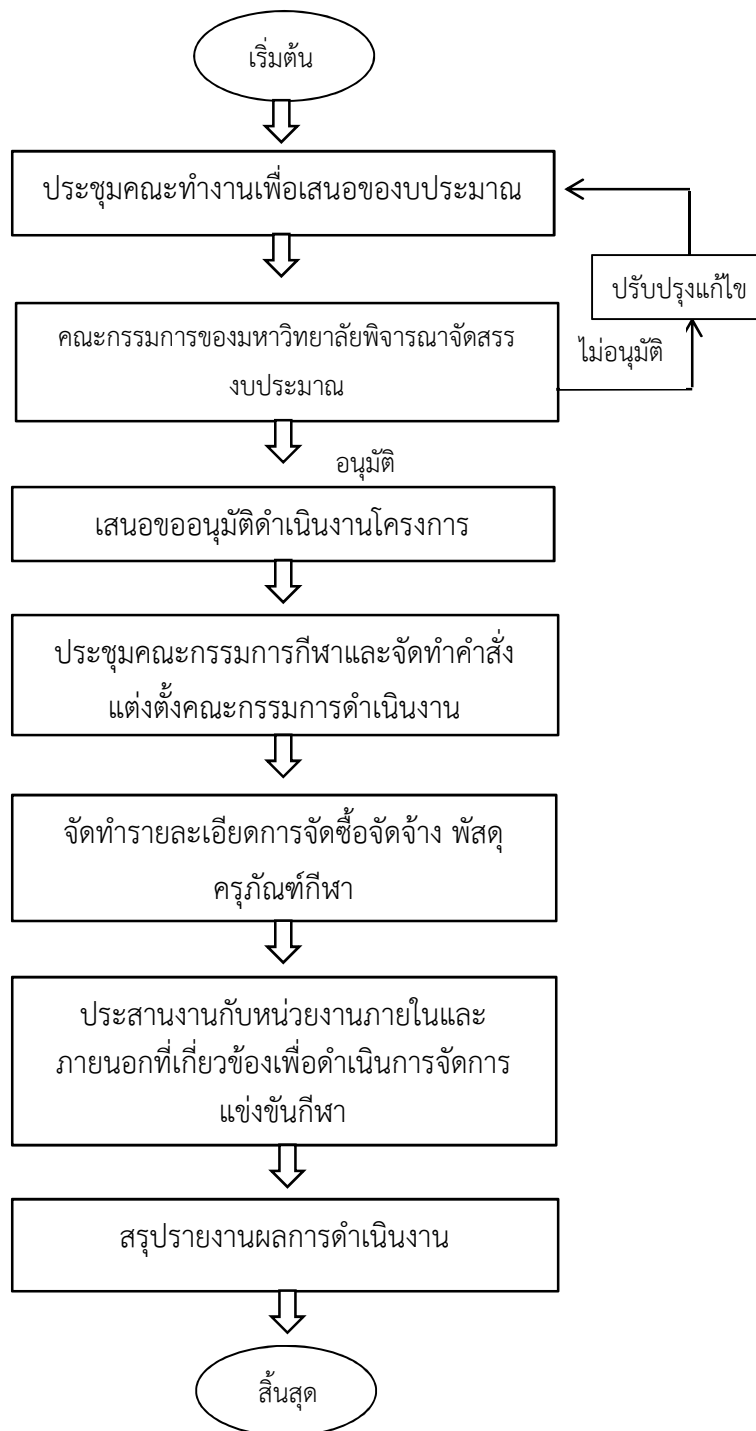 เริ่มต้น
ประชุมคณะทำงานเพื่อเสนอของบประมาณ
ปรับปรุงแก้ไข
คณะกรรมการของมหาวิทยาลัยพิจารณาจัดสรร
งบประมาณ
ไม่อนุมัติ
อนุมัติ
เสนอขออนุมัติดำเนินงานโครงการ
ประชุมคณะกรรมการกีฬาและจัดทำคำสั่ง
แต่งตั้งคณะกรรมการดำเนินงาน
จัดทำรายละเอียดการจัดซื้อจัดจ้าง พัสดุ
ครุภัณฑ์กีฬา
ประสานงานกับหน่วยงานภายในและ
ภายนอกที่เกี่ยวข้องเพื่อดำเนินการจัดการ
แข่งขันกีฬา
สรุปรายงานผลการดำเนินงาน
สิ้นสุด